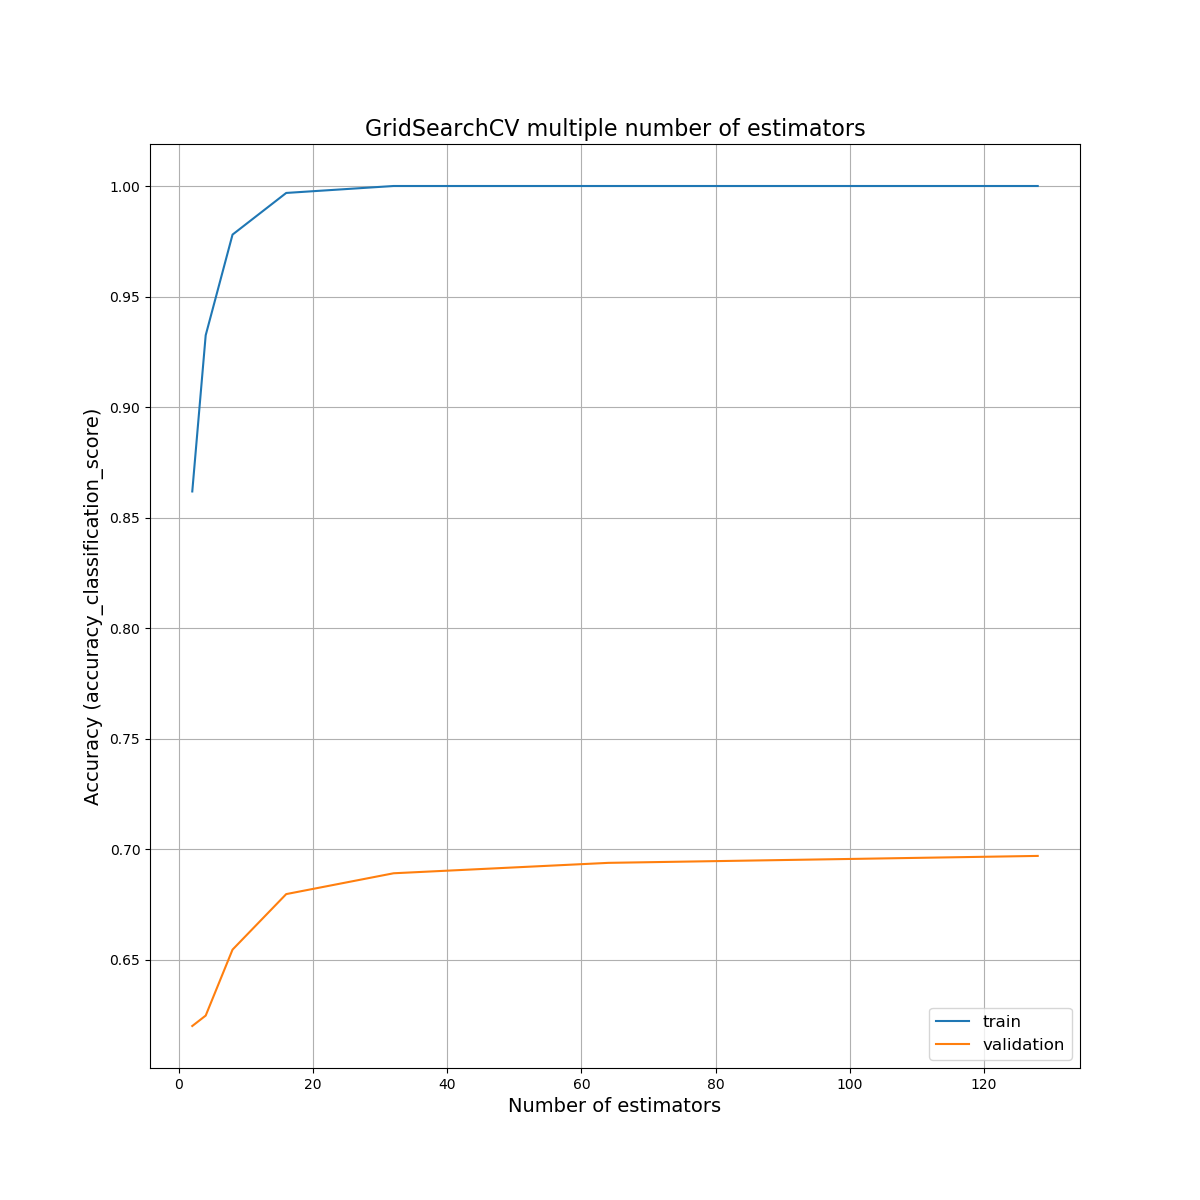 GridSearchCV multiple number of estimators
1.00
0.95
0.90
0.85
0.80
0.75
0.70
0.65
Accuracy (accuracy_classification_score)
train
validation
0 20 40 60 80 100 120
Number of estimators